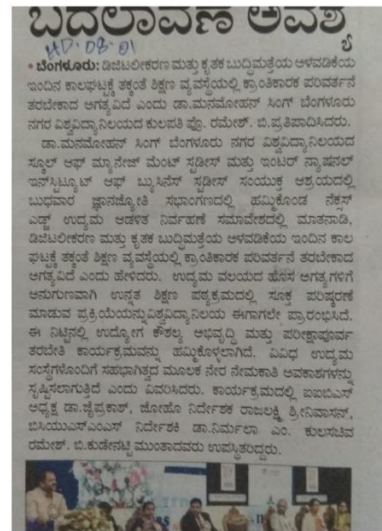 ಬದಲಾವಣೆ ಅವಶ್ಯ
• ಬೆಂಗಳೂರು: ಡಿಜಿಟಲೀಕರಣ ಮತ್ತು ಕೃತಕ ಬುದ್ಧಿಮತ್ತೆಯ ಅಳವಡಿಕೆಯ
ಇಂದಿನ ಕಾಲಘಟ್ಟಕ್ಕೆ ತಕ್ಕಂತೆ ಶಿಕ್ಷಣ ವ್ಯವಸ್ಥೆಯಲ್ಲಿ ಕ್ರಾಂತಿಕಾರಕ ಪರಿವರ್ತನೆ
ತರಬೇಕಾದ ಅಗತ್ಯವಿದೆ ಎಂದು ಡಾ.ಮನಮೋಹನ್ ಸಿಂಗ್ ಬೆಂಗಳೂರು
ನಗರ ವಿಶ್ವವಿದ್ಯಾನಿಲಯದ ಕುಲಪತಿ ಪ್ರೊ. ರಮೇಶ್. ಬಿ.ಪ್ರತಿಪಾದಿಸಿದರು.
ಡಾ.ಮನಮೋಹನ್ ಸಿಂಗ್ ಬೆಂಗಳೂರು ನಗರ ವಿಶ್ವವಿದ್ಯಾನಿಲಯದ
ಸ್ಕೂಲ್ ಆಫ್ ಮ್ಯಾನೇಜ್ ಮೆಂಟ್ ಸ್ಟಡೀಸ್ ಮತ್ತು ಇಂಟರ್ ನ್ಯಾಷನಲ್
ಇನ್‌ಸ್ಟಿಟ್ಯೂಟ್ ಆಫ್ ಬ್ಯುಸಿನೆಸ್ ಸ್ಟಡೀಸ್ ಸಂಯುಕ್ತ ಆಶ್ರಯದಲ್ಲಿ
ಬುಧವಾರ ಜ್ಞಾನಜ್ಯೋತಿ ಸಭಾಂಗಣದಲ್ಲಿ ಹಮ್ಮಿಕೊಂಡ ನೆಕಸ್
ಎಡ್ಜ್ ಉದ್ಯಮ ಆಡಳಿತ ನಿರ್ವಹಣೆ ಸಮಾವೇಶದಲ್ಲಿ ಮಾತನಾಡಿ,
ಡಿಜಿಟಲೀಕರಣ ಮತ್ತು ಕೃತಕ ಬುದ್ಧಿಮತ್ತೆಯ ಅಳವಡಿಕೆಯ ಇಂದಿನ ಕಾಲ
ಘಟ್ಟಕ್ಕೆ ತಕ್ಕಂತೆ ಶಿಕ್ಷಣ ವ್ಯವಸ್ಥೆಯಲ್ಲಿ ಕ್ರಾಂತಿಕಾರಕ ಪರಿವರ್ತನೆ ತರಬೇಕಾದ
ಅಗತ್ಯವಿದೆ ಎಂದು ಹೇಳಿದರು. ಉದ್ಯಮ ವಲಯದ ಹೊಸ ಅಗತ್ಯಗಳಿಗೆ
ಅನುಗುಣವಾಗಿ ಉನ್ನತ ಶಿಕ್ಷಣ ಪಠ್ಯಕ್ರಮದಲ್ಲಿ ಸೂಕ್ತ ಪರಿಷ್ಕರಣೆ
ಮಾಡುವ ಪ್ರಕ್ರಿಯೆಯನ್ನು ವಿಶ್ವವಿದ್ಯಾನಿಲಯ ಈಗಾಗಲೇ ಪ್ರಾರಂಭಿಸಿದೆ.
ಈ ನಿಟ್ಟಿನಲ್ಲಿ ಉದ್ಯೋಗ ಕೌಶಲ್ಯ ಅಭಿವೃದ್ಧಿ ಮತ್ತು ಪರೀಕ್ಷಾಪೂರ್ವ
ತರಬೇತಿ ಕಾರ್ಯಕ್ರಮವನ್ನು ಹಮ್ಮಿಕೊಳ್ಳಲಾಗಿದೆ. ವಿವಿಧ ಉದ್ಯಮ
ಸಂಸ್ಥೆಗಳೊಂದಿಗೆ ಸಹಭಾಗಿತ್ವದ ಮೂಲಕ ನೇರ ನೇಮಕಾತಿ ಅವಕಾಶಗಳನ್ನು
ಸೃಷ್ಟಿಸಲಾಗುತ್ತಿದೆ ಎಂದು ವಿವರಿಸಿದರು. ಕಾರ್ಯಕ್ರಮದಲ್ಲಿ ಐಐಬಿಎಸ್
ಅಧ್ಯಕ್ಷ ಡಾ.ಜೈಪ್ರಕಾಶ್, ಜೋಹೊ ನಿರ್ದೇಶಕ ರಾಜಲಕ್ಷ್ಮಿ ಶ್ರೀನಿವಾಸನ್,
ಬಿಸಿಯುಎಸ್ಎಂಎಸ್ ನಿರ್ದೇಶಕಿ ಡಾ.ನಿರ್ಮಲಾ ಎಂ. ಕುಲಸಚಿವ
ರಮೇಶ್. ಬಿ.ಕುಡೇನಟ್ಟಿ ಮುಂತಾದವರು ಉಪಸ್ಥಿತರಿದ್ದರು.